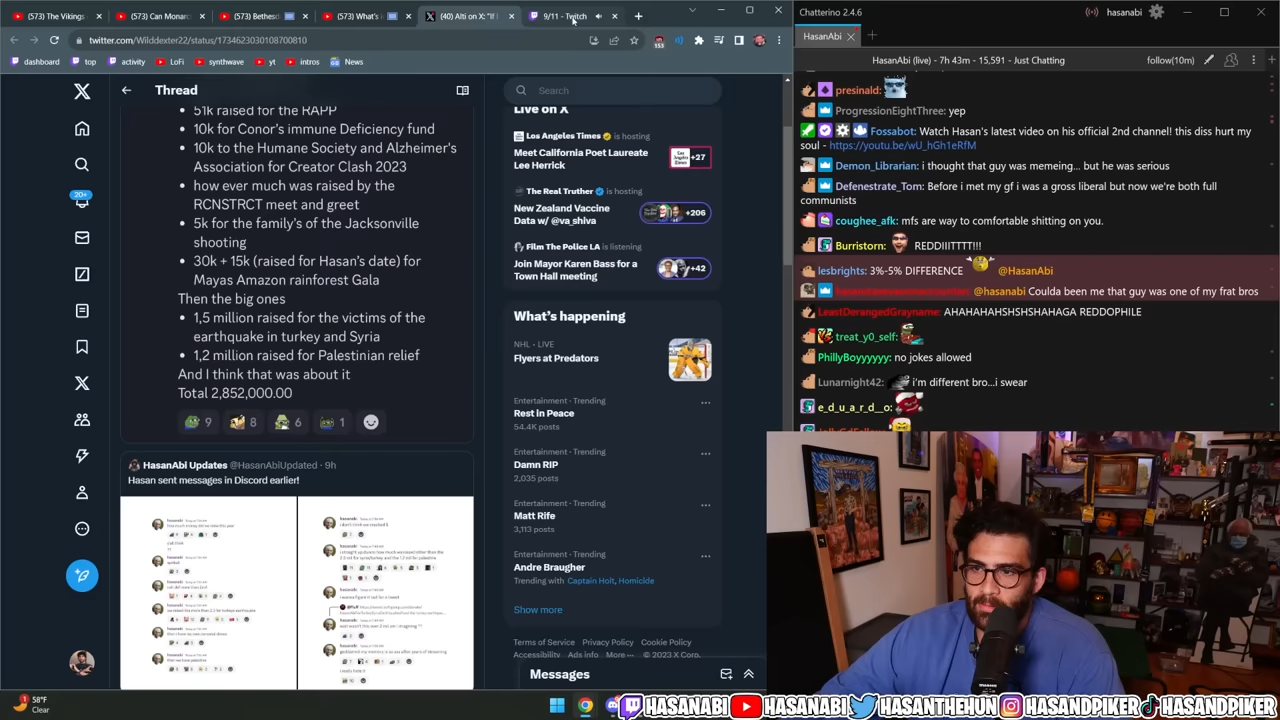 (573) The Vikings
(573) Can Monarc
(573) Bethesd
(573) What's i
(40) Alti on X: "If I
9/11 - Twitch
twitter.com/Wilddexter22/status/1734623030108700810
dashboard
top
activity
LoFi
synthwave
yt
intros
News
Thread
51k raised for the RAPP
• 10k for Conor's immune Deficiency fund
• 10k to the Humane Society and Alzheimer's
Association for Creator Clash 2023
• how ever much was raised by the
RCNSTRCT meet and greet
• 5k for the family's of the Jacksonville
shooting
• 30k + 15k (raised for Hasan's date) for
Mayas Amazon rainforest Gala
Then the big ones
• 1,5 million raised for the victims of the
earthquake in turkey and Syria
• 1,2 million raised for Palestinian relief
And I think that was about it
Total 2,852,000.00
9
8
6
1
HasanAbi Updates @HasanAbiUpdated · 9h
Hasan sent messages in Discord earlier!
20+
Search
Live on X
Los Angeles Times is hosting
Meet California Poet Laureate
Lee Herrick
+27
The Real Truther is hosting
New Zealand Vaccine
Data w/ @va_shiva
+206
Film The Police LA is listening
Join Mayor Karen Bass for a
Town Hall meeting
+42
What's happening
NHL · LIVE
Flyers at Predators
Entertainment · Trending
Rest In Peace
54.4K posts
Entertainment · Trending
Damn RIP
2,035 posts
Entertainment · Trending
Matt Rife
3,113 posts
Entertainment · Trending
Andre Braugher
Trending with Captain Holt, Homicide
Show more
Terms of Service Privacy Policy Cookie Policy
Accessibility Ads info More... © 2023 X Corp.
Messages
Chatterino 2.4.6
hasanabi
HasanAbi
HasanAbi (live) - 7h 43m - 15,591 - Just Chatting
follow(10m)
presinald:
ProgressionEightThree: yep
Fossabot: Watch Hasan's latest video on his official 2nd channel! this diss hurt my
soul - https://youtu.be/wU_hGh1eRfM
Demon_Librarian: i thought that guy was memeing... but he was serious
Defenestrate_Tom: Before i met my gf i was a gross liberal but now we're both full
communists
coughee_afk: mfs are way to comfortable shitting on you.
Burristorn: REDDIIITTTT!!!
lesbrights: 3%-5% DIFFERENCE @HasanAbi
@hasanabi Coulda been me that guy was one of my frat bros
LeastDerangedGrayname: AHAHAHAHSHSHSHAHAGA REDDOPHILE
treat_y0_self:
PhillyBoyyyyyy: no jokes allowed
Lunarnight42: i'm different bro...i swear
e_d_u_a_r_d__o:
58°F
Clear
HASANABI
HASANABI
HASANTHEHUN
HASANDPIKER
HASANDPIKER